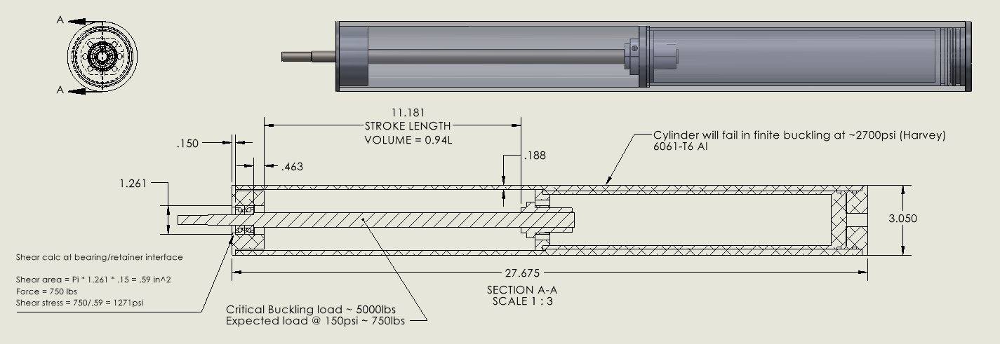 A
A
11.181
STROKE LENGTH
VOLUME = 0.94L
.150
.463
.188
1.261
Cylinder will fail in finite buckling at ~2700psi (Harvey)
6061-T6 Al
3.050
Shear calc at bearing/retainer interface
Shear area = Pi * 1.261 * .15 = .59 in^2
Force = 750 lbs
Shear stress = 750/.59 = 1271psi
27.675
SECTION A-A
SCALE 1 : 3
Critical Buckling load ~ 5000lbs
Expected load @ 150psi ~ 750lbs